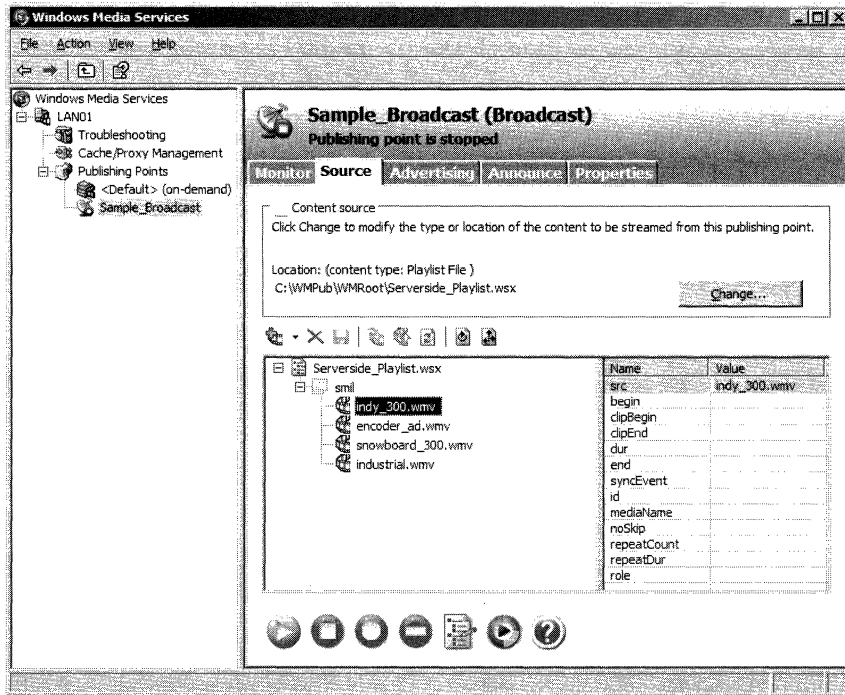 Windows Media Services
File Action View Help
Windows Media Services
LAN01
Troubleshooting
Cache/Proxy Management
Publishing Points
<Default> (on-demand)
Sample_Broadcast
Sample_Broadcast (Broadcast)
Publishing point is stopped
Monitor Source Advertising Announce Properties
Content source
Click Change to modify the type or location of the content to be streamed from this publishing point.
Location: (content type: Playlist File )
C:\WMPub\WMRoot\Serverside_Playlist.wsx
Change...
Serverside_Playlist.wsx
smil
indy_300.wmv
encoder_ad.wmv
snowboard_300.wmv
industrial.wmv
Name Value
src indy_300.wmv
begin
clipBegin
clipEnd
dur
end
syncEvent
id
mediaName
noSkip
repeatCount
repeatDur
role